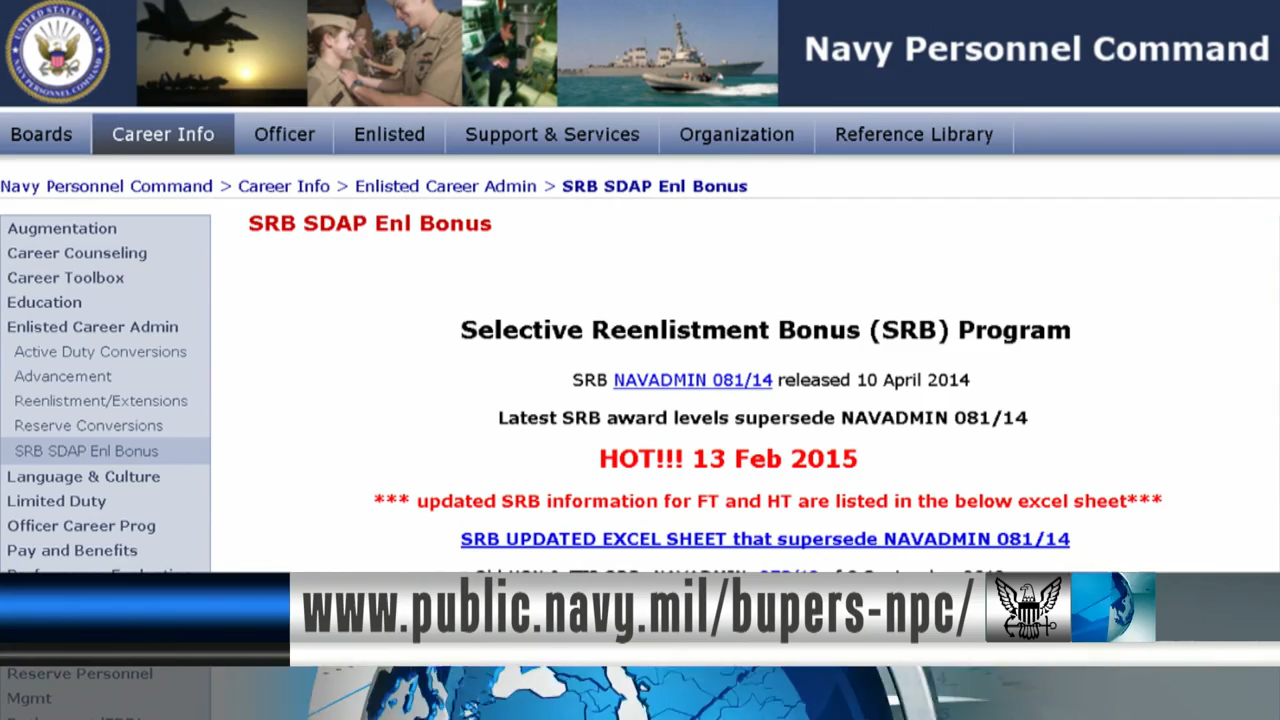 UNITED STATES NAVY
NAVY PERSONNEL COMMAND
Navy Personnel Command
Boards Career Info Officer Enlisted Support & Services Organization Reference Library
Navy Personnel Command > Career Info > Enlisted Career Admin > SRB SDAP Enl Bonus
Augmentation
Career Counseling
Career Toolbox
Education
Enlisted Career Admin
Active Duty Conversions
Advancement
Reenlistment/Extensions
Reserve Conversions
SRB SDAP Enl Bonus
Language & Culture
Limited Duty
Officer Career Prog
Pay and Benefits
SRB SDAP Enl Bonus
Selective Reenlistment Bonus (SRB) Program
SRB NAVADMIN 081/14 released 10 April 2014
Latest SRB award levels supersede NAVADMIN 081/14
HOT!!! 13 Feb 2015
*** updated SRB information for FT and HT are listed in the below excel sheet***
SRB UPDATED EXCEL SHEET that supersede NAVADMIN 081/14
www.public.navy.mil/bupers-npc/
Reserve Personnel
Mgmt